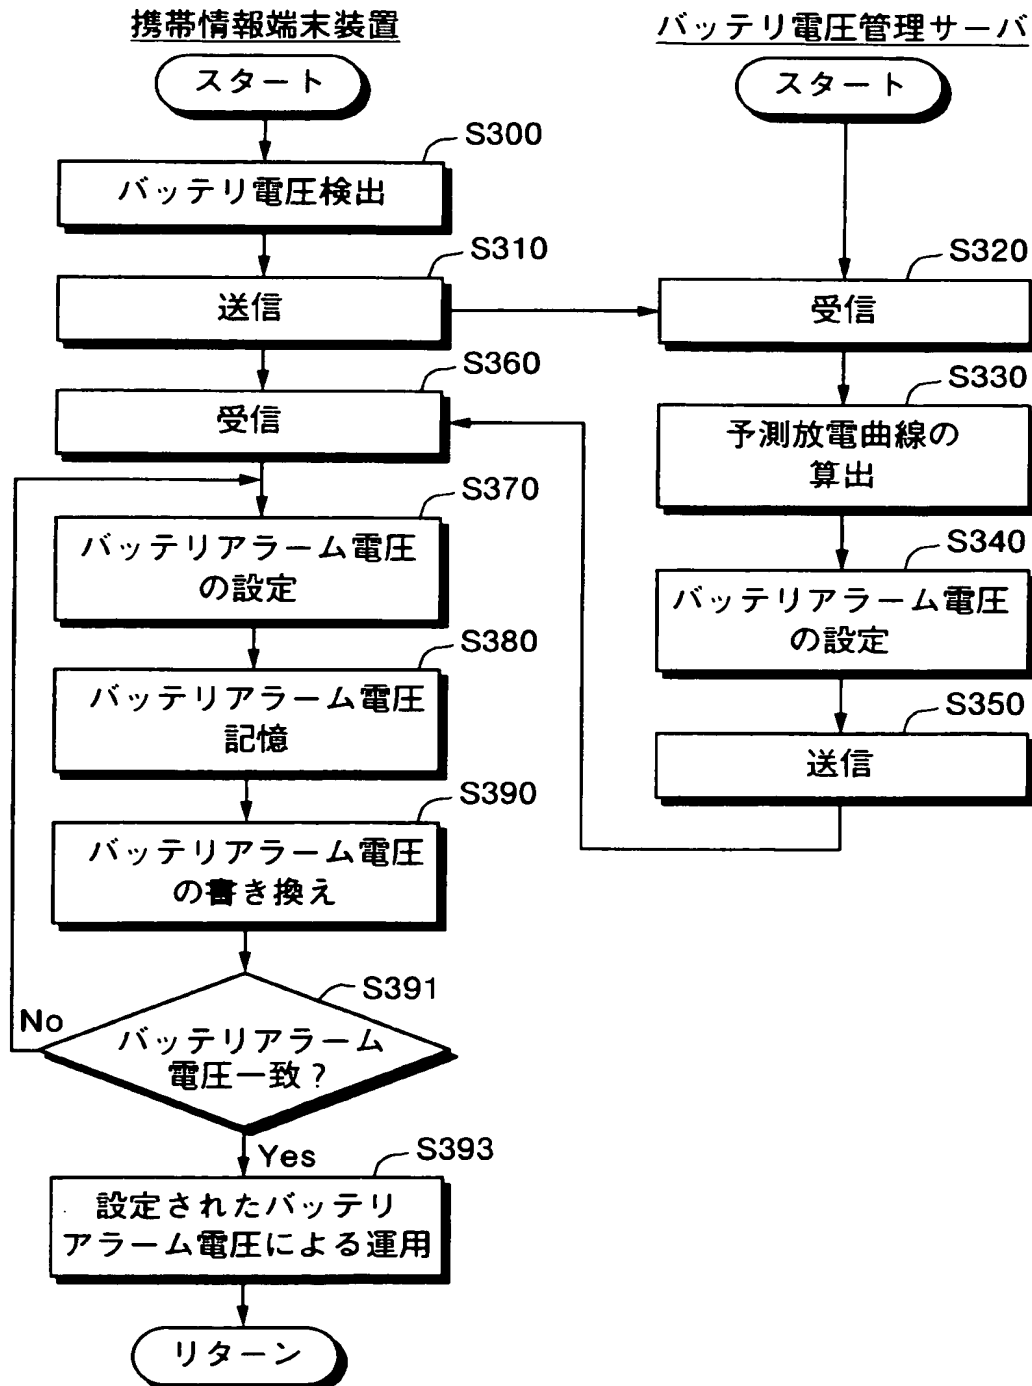 携帯情報端末装置
スタート
S300
バッテリ電圧検出
S310
送信
S360
受信
S370
バッテリアラーム電圧
の設定
S380
バッテリアラーム電圧
記憶
S390
バッテリアラーム電圧
の書き換え
S391
No
バッテリアラーム
電圧一致?
Yes
S393
設定されたバッテリ
アラーム電圧による運用
リターン
バッテリ電圧管理サーバ
スタート
S320
受信
S330
予測放電曲線の
算出
S340
バッテリアラーム電圧
の設定
S350
送信